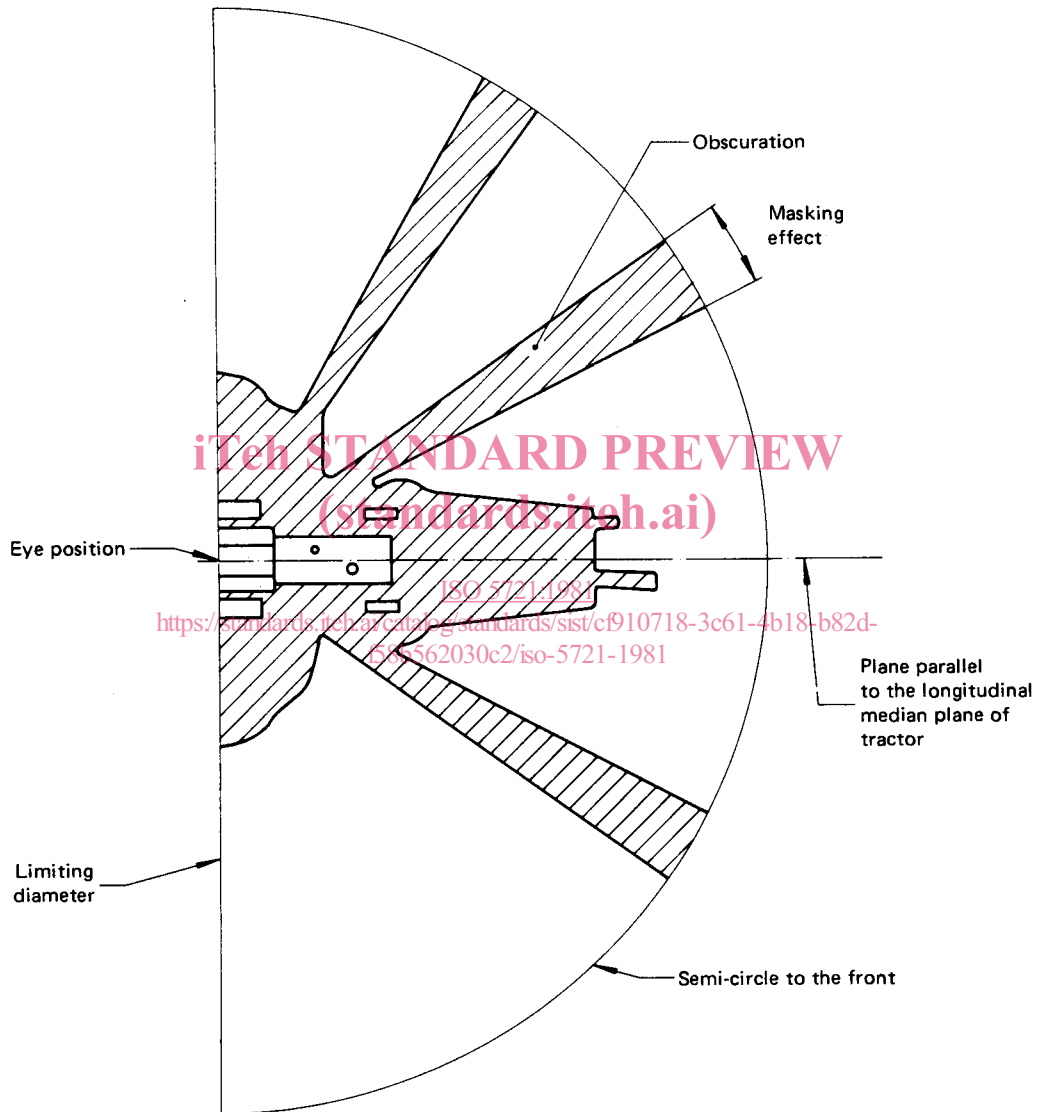 Obscuration
Masking
effect
iTeh STANDARD PREVIEW
(standards.iteh.ai)
Eye position
ISO 5721:1981
https://standards.iteh.ai/catalog/standards/sist/cf910718-3c61-4b18-b82d-
f58b562030c2/iso-5721-1981
Plane parallel
to the longitudinal
median plane of
tractor
Limiting
diameter
Semi-circle to the front